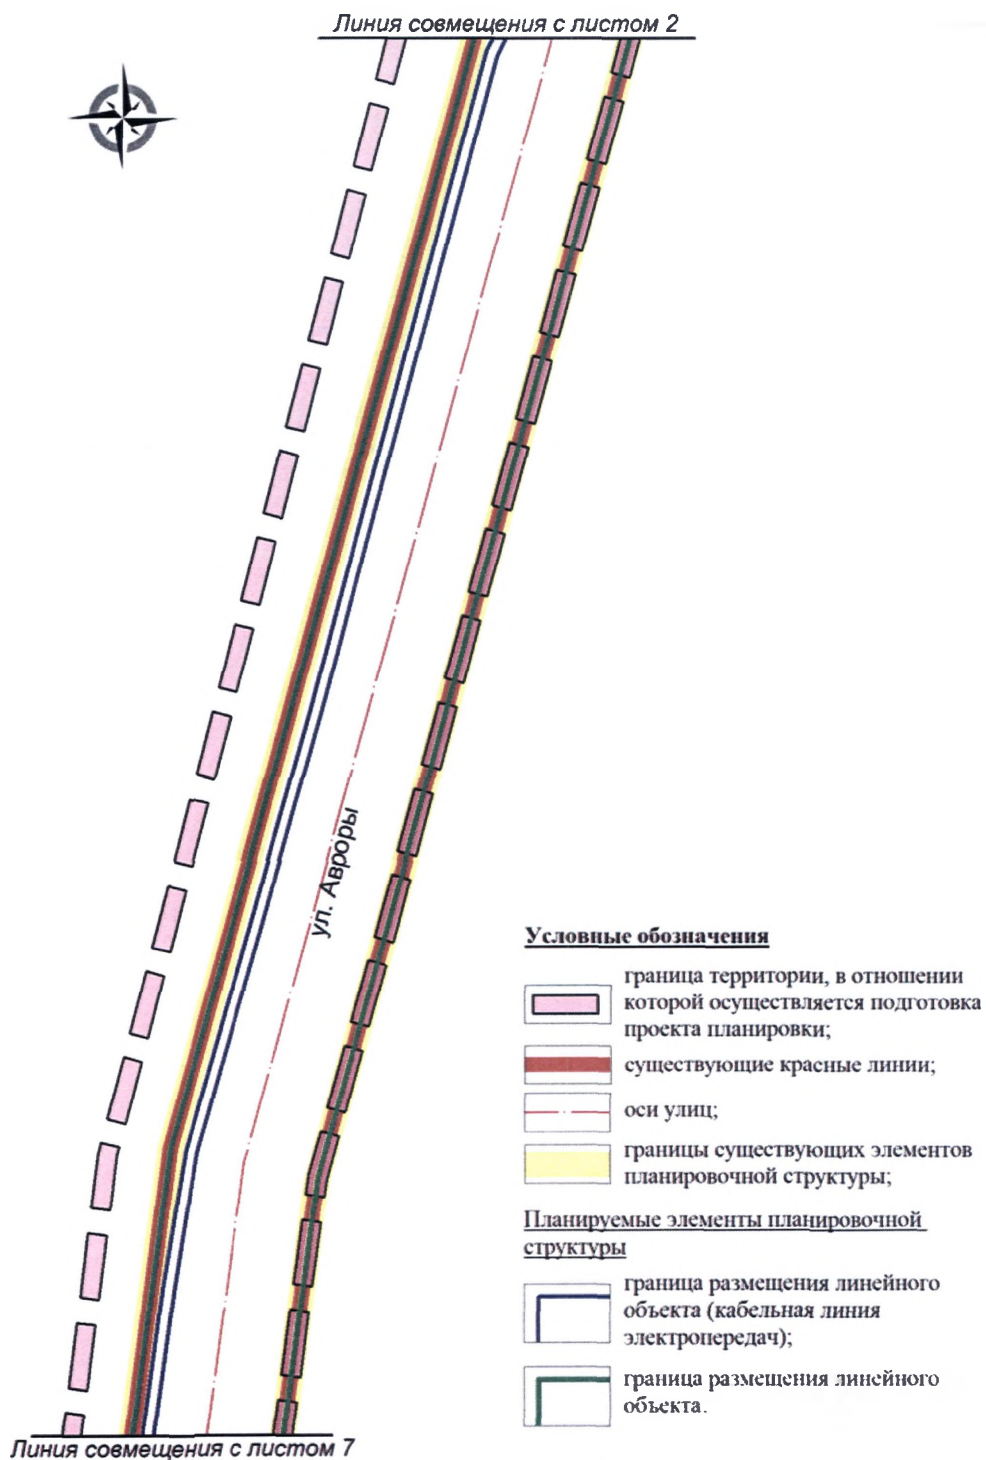 Линия совмещения с листом 2
ул. Авроры
Условные обозначения
граница территории, в отношении
которой осуществляется подготовка
проекта планировки;
существующие красные линии;
оси улиц;
границы существующих элементов
планировочной структуры;
Планируемые элементы планировочной
структуры
граница размещения линейного
объекта (кабельная линия
электропередач);
граница размещения линейного
объекта.
Линия совмещения с листом 7